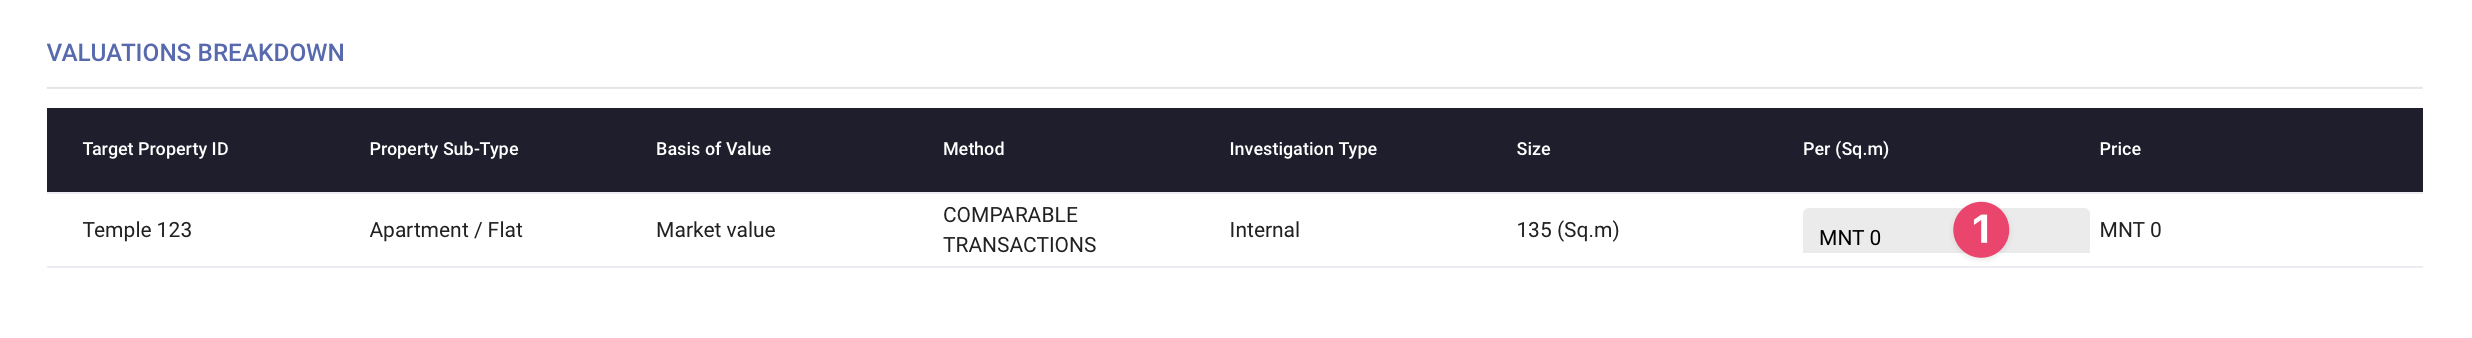 VALUATIONS BREAKDOWN
Target Property ID Property Sub-Type Basis of Value Method Investigation Type Size Per (Sq.m) Price
Temple 123 Apartment / Flat Market value COMPARABLE TRANSACTIONS Internal 135 (Sq.m) MNT 0 1 MNT 0